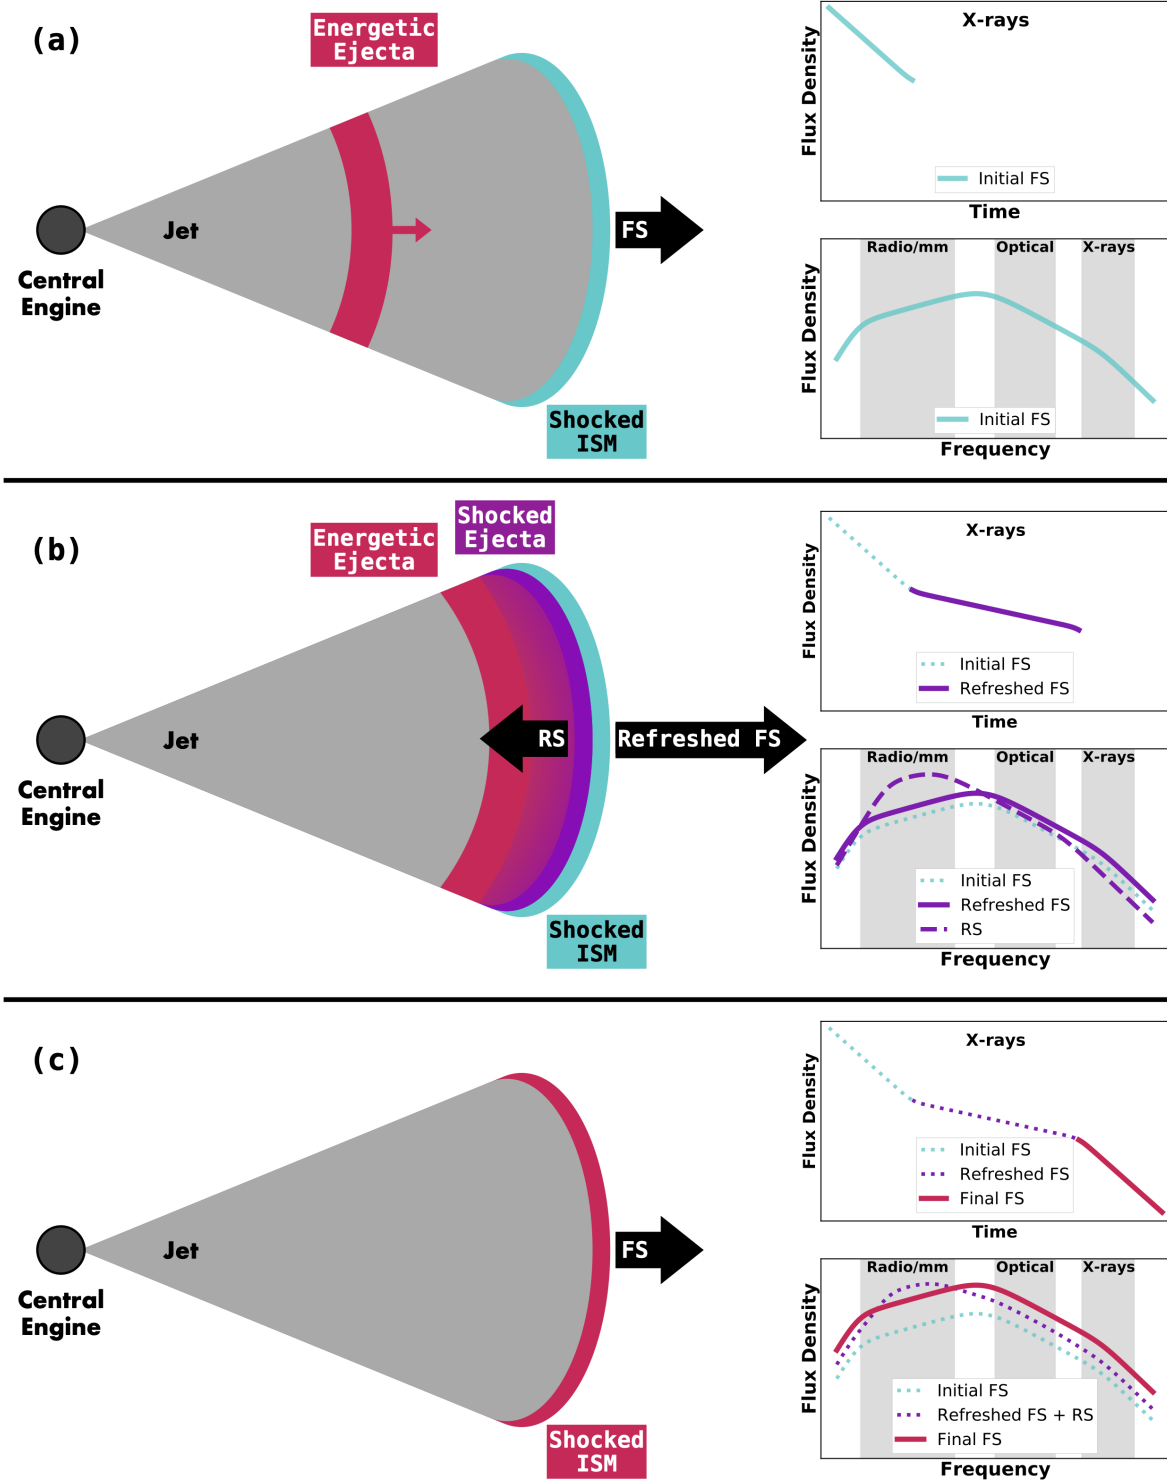 (a)
Energetic
Ejecta
Jet
Central
Engine
FS
Shocked
ISM
X-rays
Flux Density
Initial FS
Time
Radio/mm
Optical
X-rays
Flux Density
Initial FS
Frequency
(b)
Energetic
Ejecta
Shocked
Ejecta
Jet
Central
Engine
RS
Refreshed FS
Shocked
ISM
X-rays
Flux Density
Initial FS
Refreshed FS
Time
Radio/mm
Optical
X-rays
Flux Density
Initial FS
Refreshed FS
RS
Frequency
(c)
Jet
Central
Engine
FS
Shocked
ISM
X-rays
Flux Density
Initial FS
Refreshed FS
Final FS
Time
Radio/mm
Optical
X-rays
Flux Density
Initial FS
Refreshed FS + RS
Final FS
Frequency